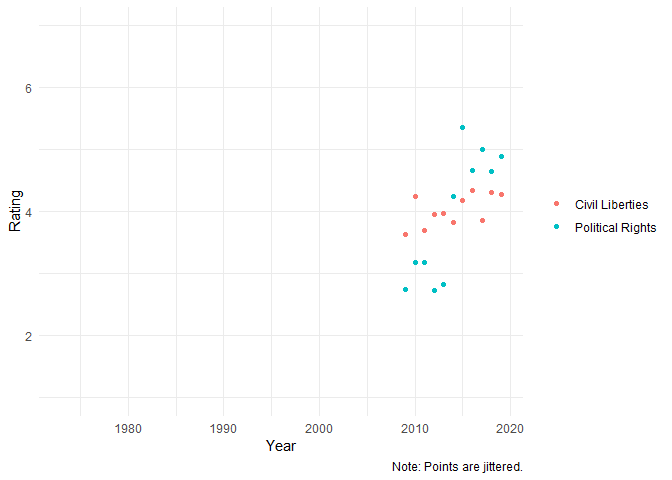 6
4
2
Rating
1980 1990 2000 2010 2020
Year
Civil Liberties
Political Rights
Note: Points are jittered.